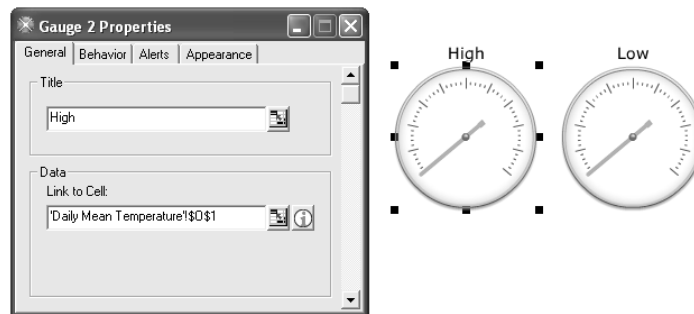 Gauge 2 Properties
General Behavior Alerts Appearance
Title
High
Data
Link to Cell:
'Daily Mean Temperature'!$O$1
High Low